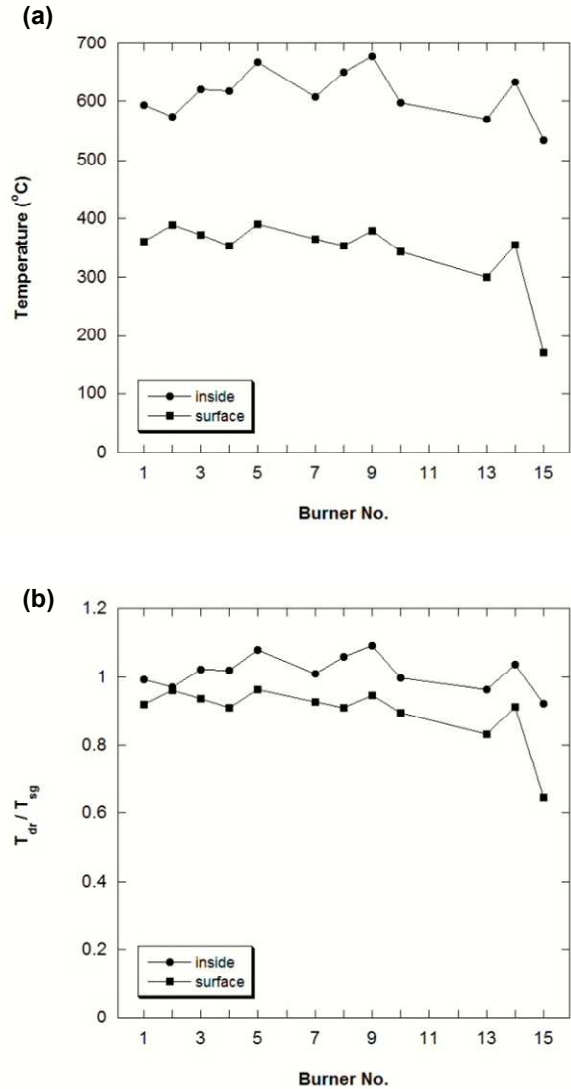 (a)
700
600
500
400
300
200
100
0
Temperature (°C)
inside
surface
1 3 5 7 9 11 13 15
Burner No.
(b)
1.2
1
0.8
0.6
0.4
0.2
0
T_dr / T_sg
inside
surface
1 3 5 7 9 11 13 15
Burner No.